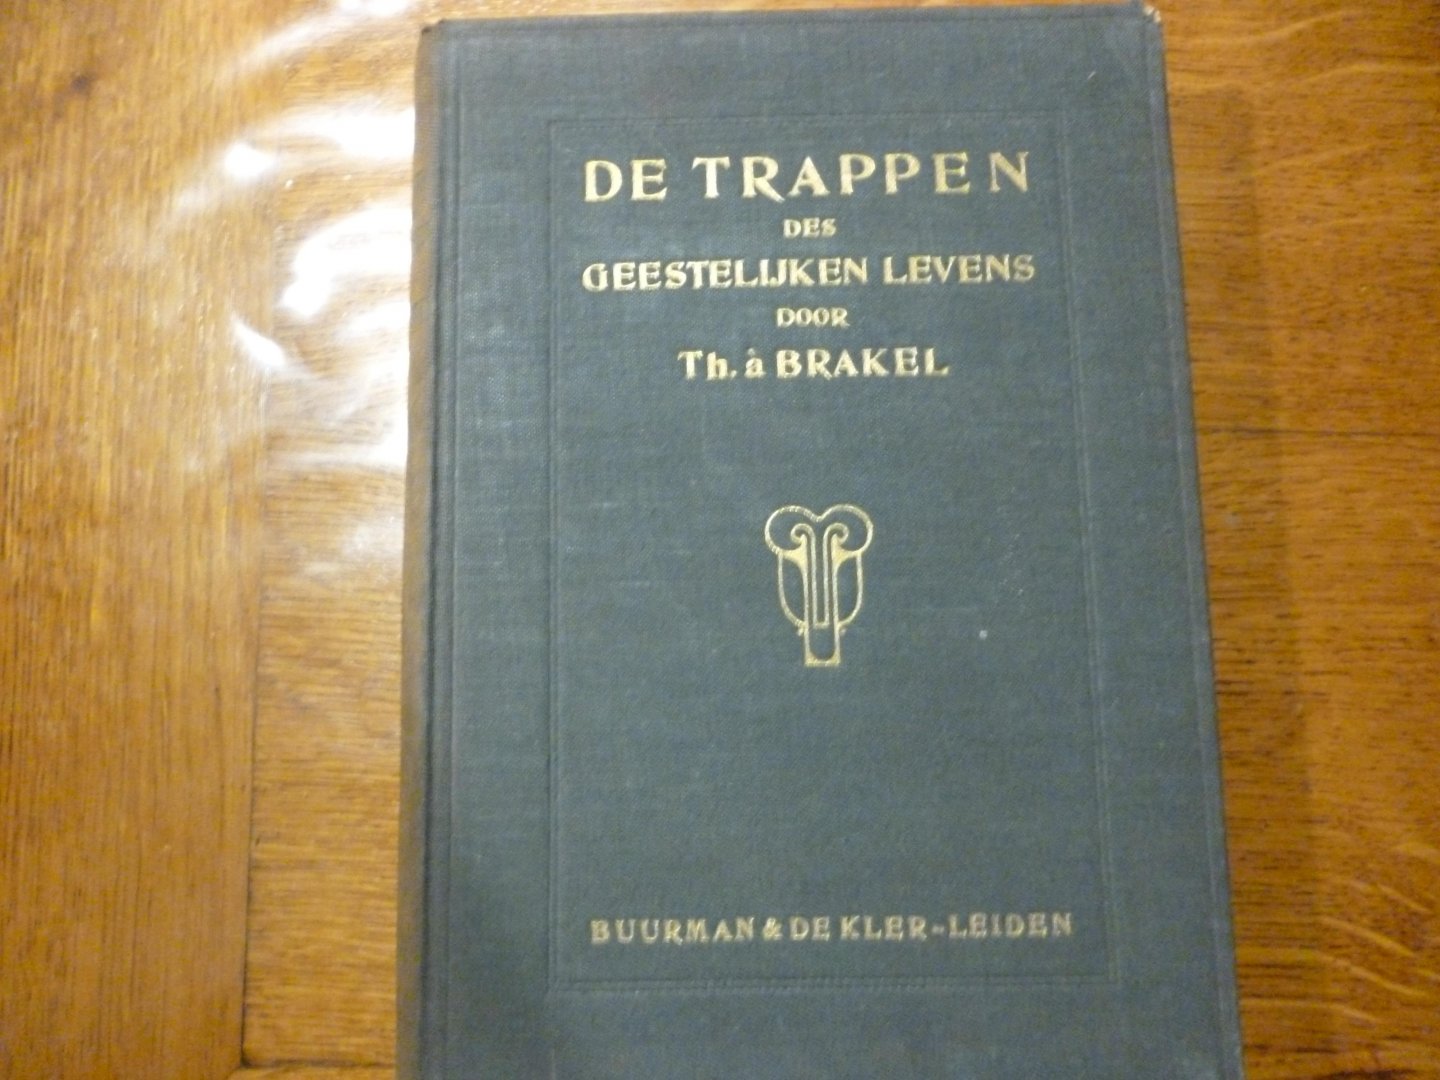 DE TRAPPEN
DES
GEESTELIJKEN LEVENS
DOOR
Th. à BRAKEL
BUURMAN & DE KLER-LEIDEN